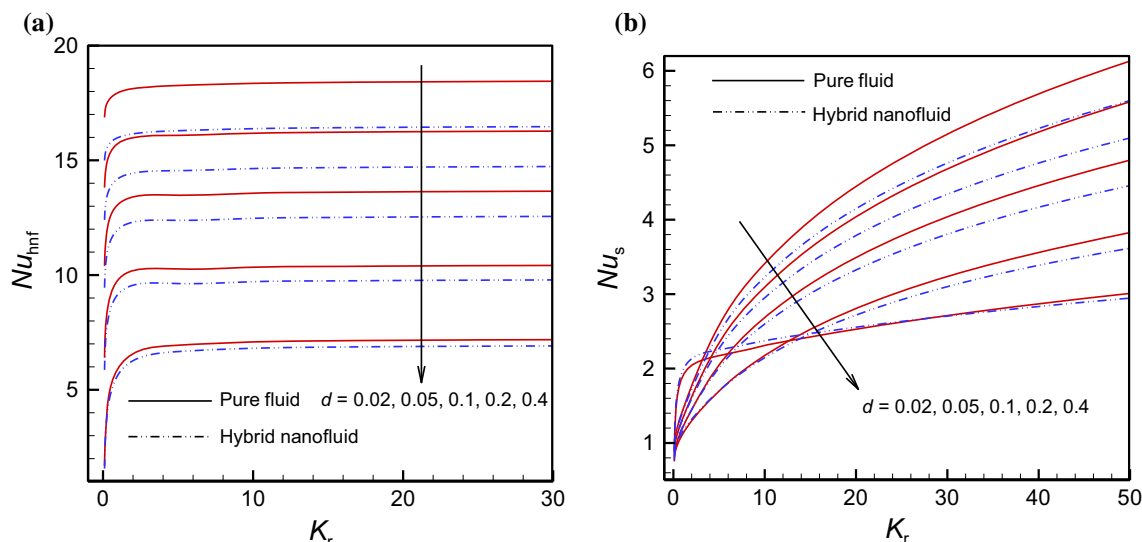 (a)
20
15
10
5
Nu_hnf
Pure fluid
d = 0.02, 0.05, 0.1, 0.2, 0.4
Hybrid nanofluid
0 10 20 30
K_r
(b)
6
5
4
3
2
1
Nu_s
Pure fluid
Hybrid nanofluid
d = 0.02, 0.05, 0.1, 0.2, 0.4
0 10 20 30 40 50
K_r